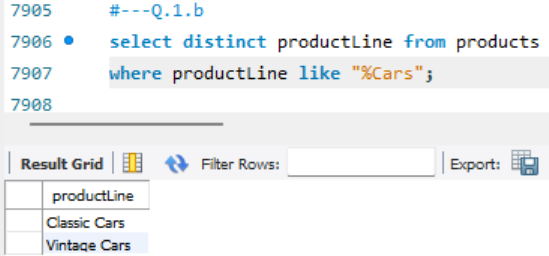 7905 #---Q.1.b
7906 select distinct productLine from products
7907 where productLine like "%Cars";
7908
Result Grid Filter Rows: Export:
productLine
Classic Cars
Vintage Cars